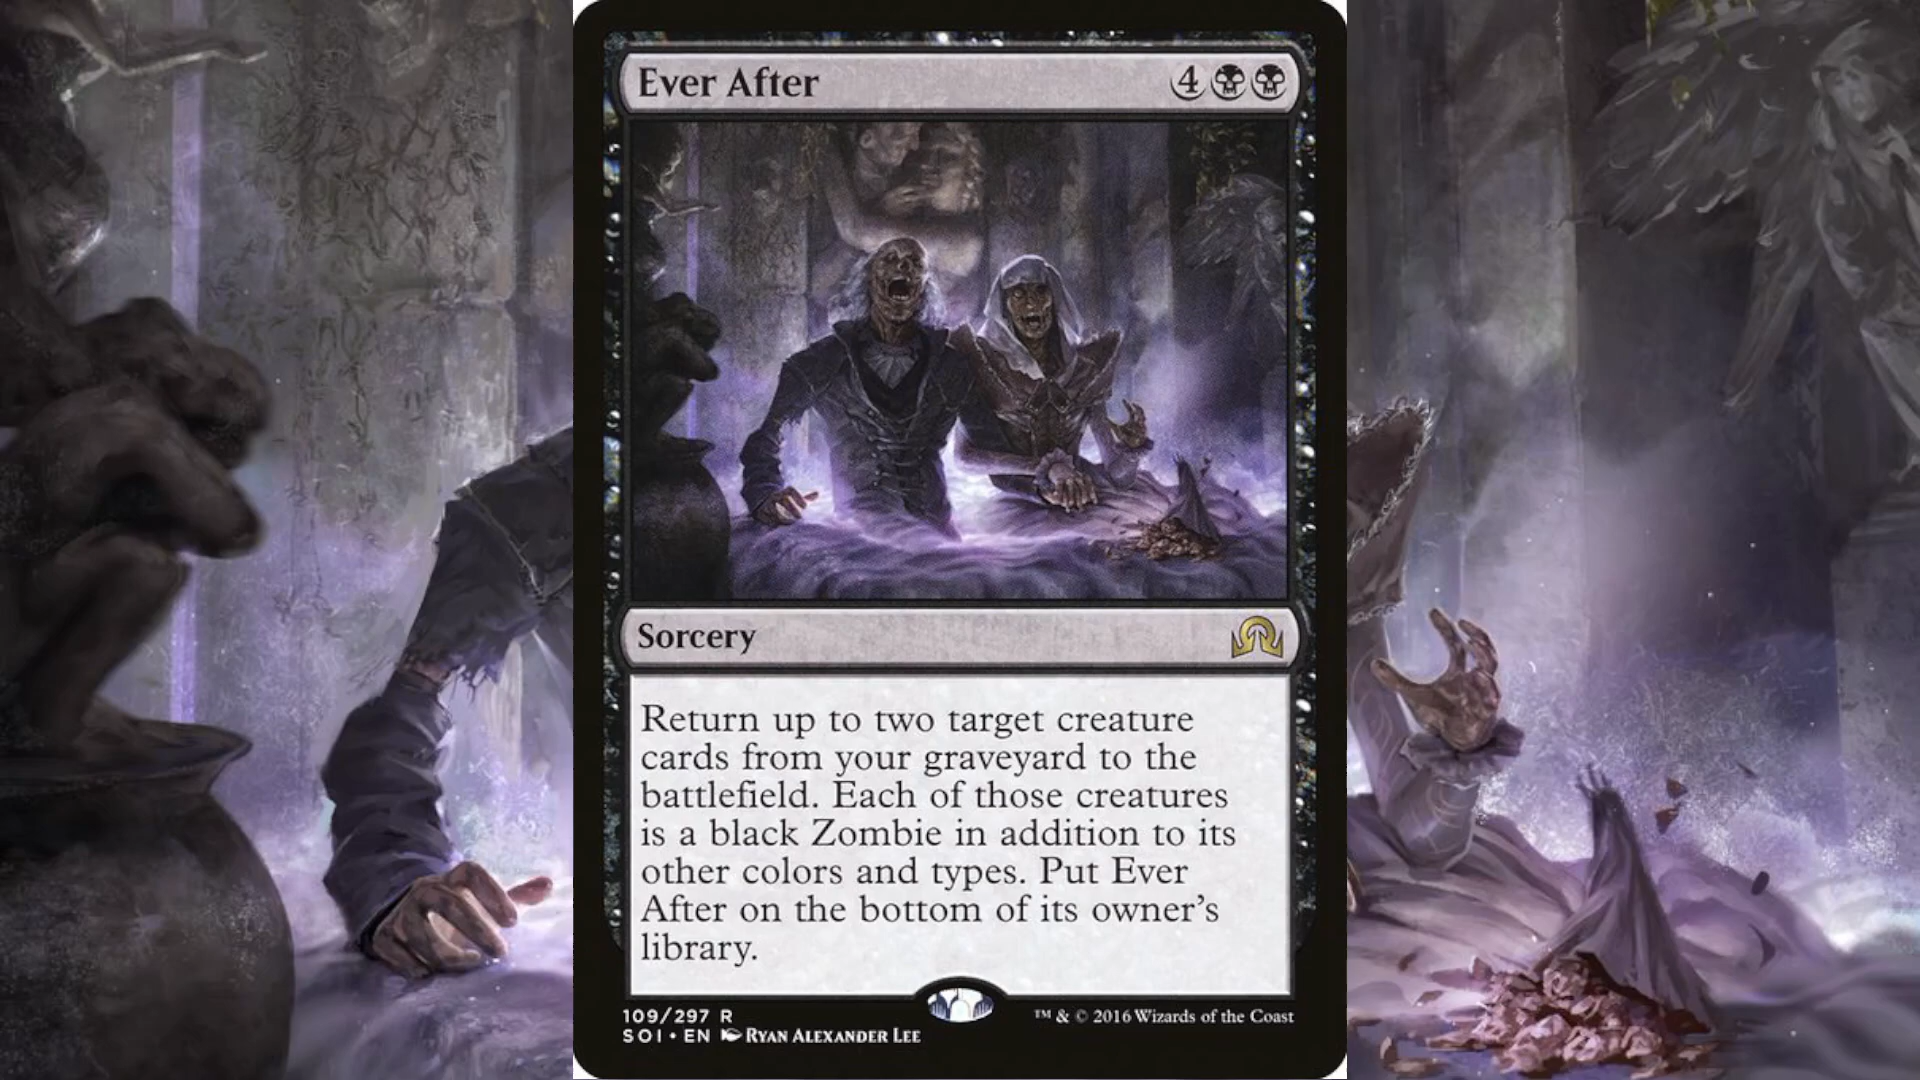 Ever After 4
Sorcery
Return up to two target creature
cards from your graveyard to the
battlefield. Each of those creatures
is a black Zombie in addition to its
other colors and types. Put Ever
After on the bottom of its owner's
library.
109/297 R
SOI • EN Ryan Alexander Lee
™ & © 2016 Wizards of the Coast